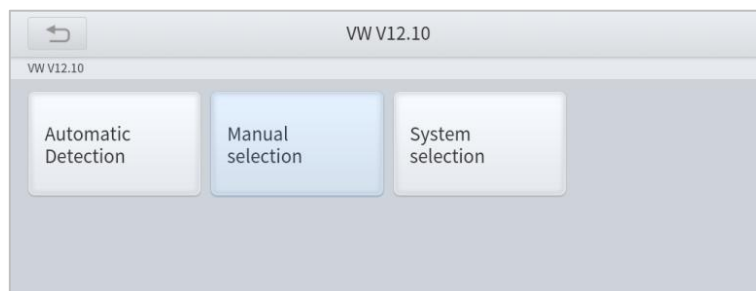 VW V12.10
VW V12.10
Automatic
Detection
Manual
selection
System
selection